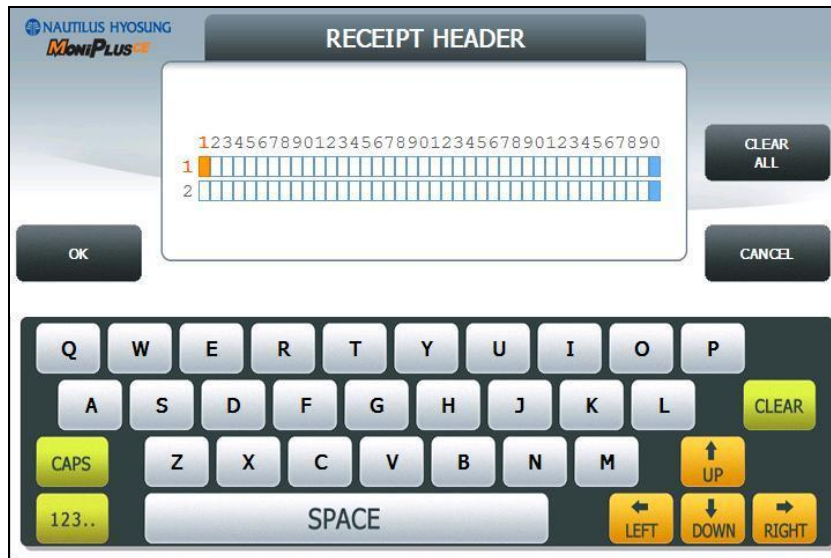 NAUTILUS HYOSUNG
MoniPlusCE
RECEIPT HEADER
1234567890123456789012345678901234567890
1
2
CLEAR
ALL
OK
CANCEL
Q W E R T Y U I O P
A S D F G H J K L CLEAR
CAPS Z X C V B N M UP
123.. SPACE LEFT DOWN RIGHT